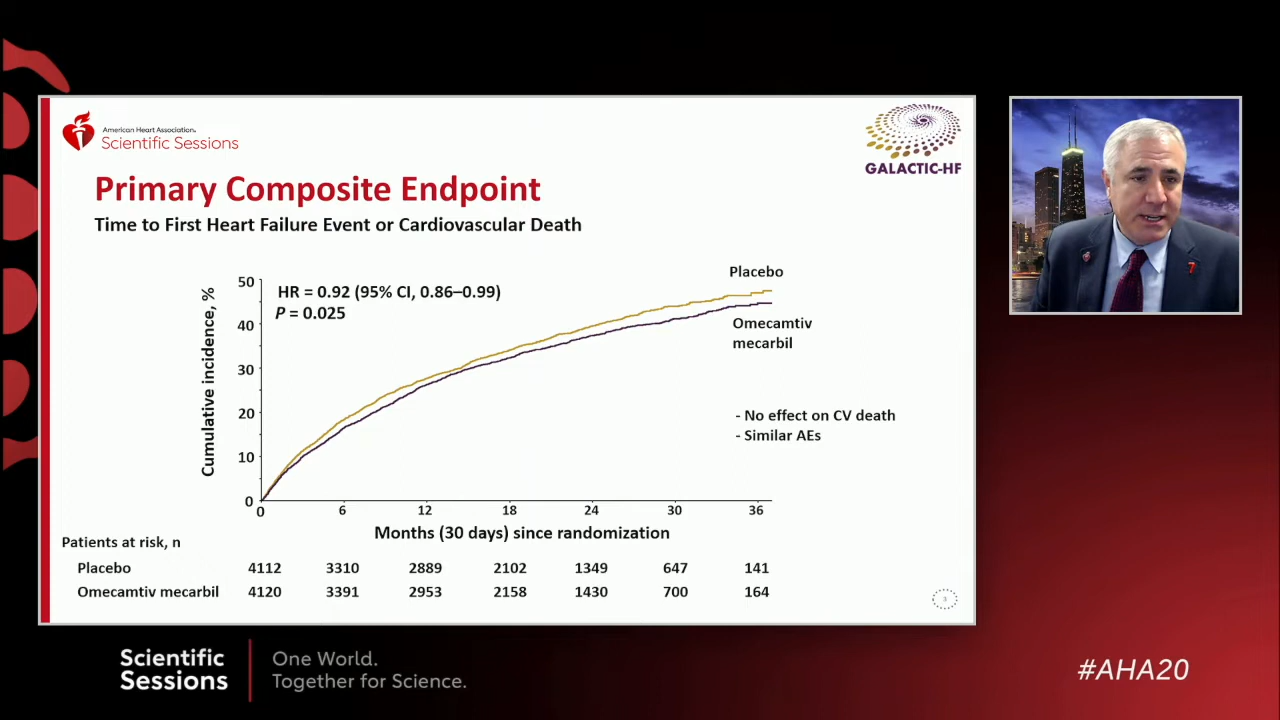 American Heart Association.
Scientific Sessions
GALACTIC-HF
Primary Composite Endpoint
Time to First Heart Failure Event or Cardiovascular Death
Cumulative incidence, %
50
40
30
20
10
0
HR = 0.92 (95% CI, 0.86–0.99)
P = 0.025
Placebo
Omecamtiv
mecarbil
- No effect on CV death
- Similar AEs
0 6 12 18 24 30 36
Months (30 days) since randomization
Patients at risk, n
Placebo 4112 3310 2889 2102 1349 647 141
Omecamtiv mecarbil 4120 3391 2953 2158 1430 700 164
3
Scientific
Sessions
One World.
Together for Science.
#AHA20